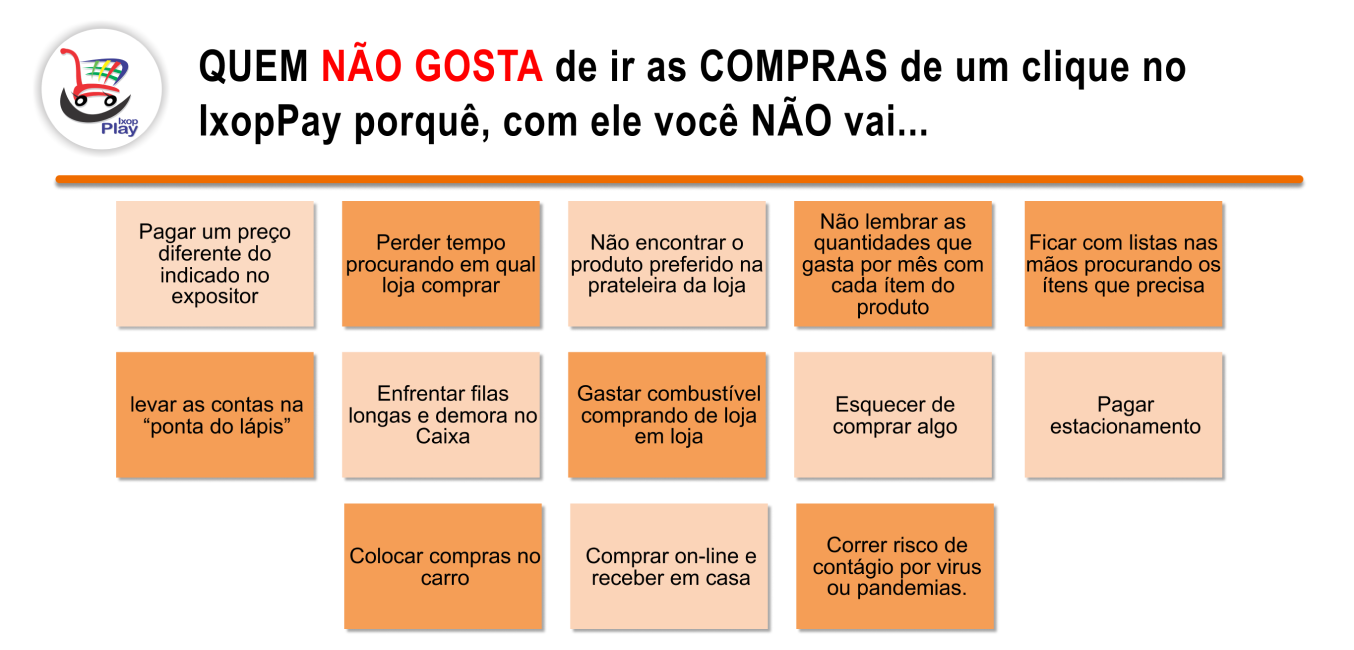 Ixop
Play
QUEM NÃO GOSTA de ir as COMPRAS de um clique no
IxopPay porquê, com ele você NÃO vai...
Pagar um preço
diferente do
indicado no
expositor
Perder tempo
procurando em qual
loja comprar
Não encontrar o
produto preferido na
prateleira da loja
Não lembrar as
quantidades que
gasta por mês com
cada ítem do
produto
Ficar com listas nas
mãos procurando os
ítens que precisa
levar as contas na
“ponta do lápis”
Enfrentar filas
longas e demora no
Caixa
Gastar combustível
comprando de loja
em loja
Esquecer de
comprar algo
Pagar
estacionamento
Colocar compras no
carro
Comprar on-line e
receber em casa
Correr risco de
contágio por virus
ou pandemias.